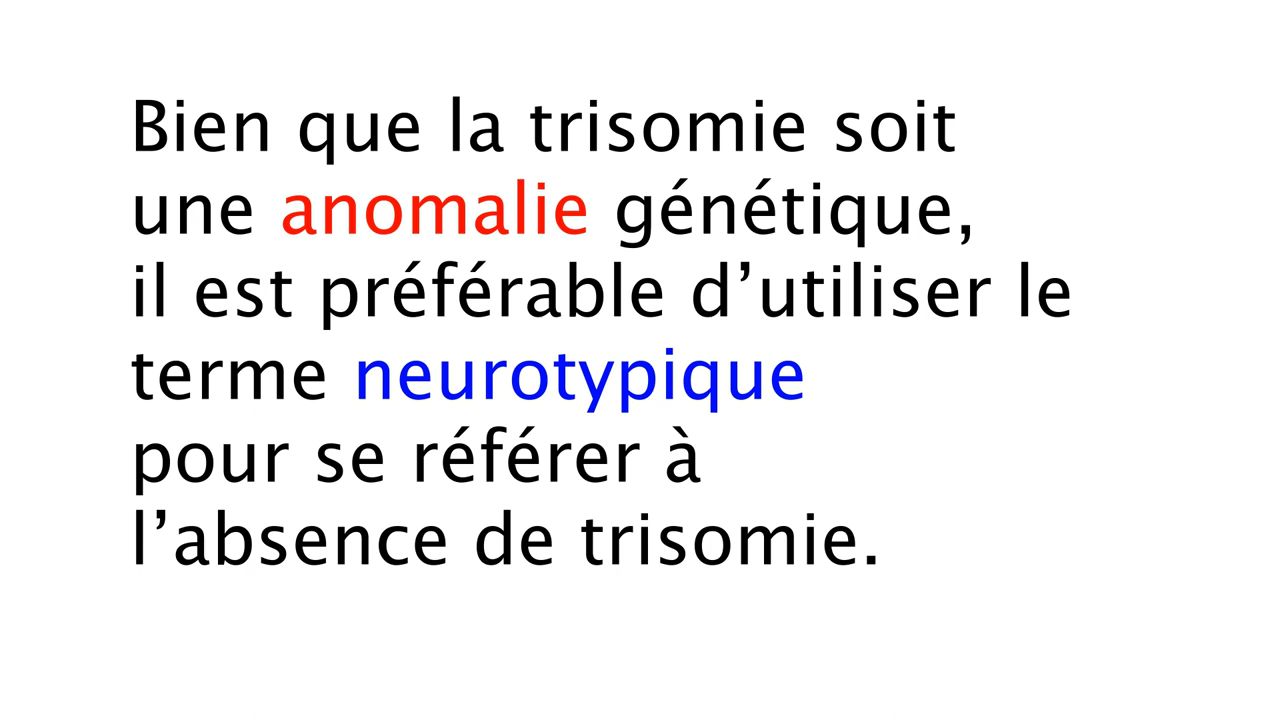 Bien que la trisomie soit
une anomalie génétique,
il est préférable d’utiliser le
terme neurotypique
pour se référer à
l’absence de trisomie.